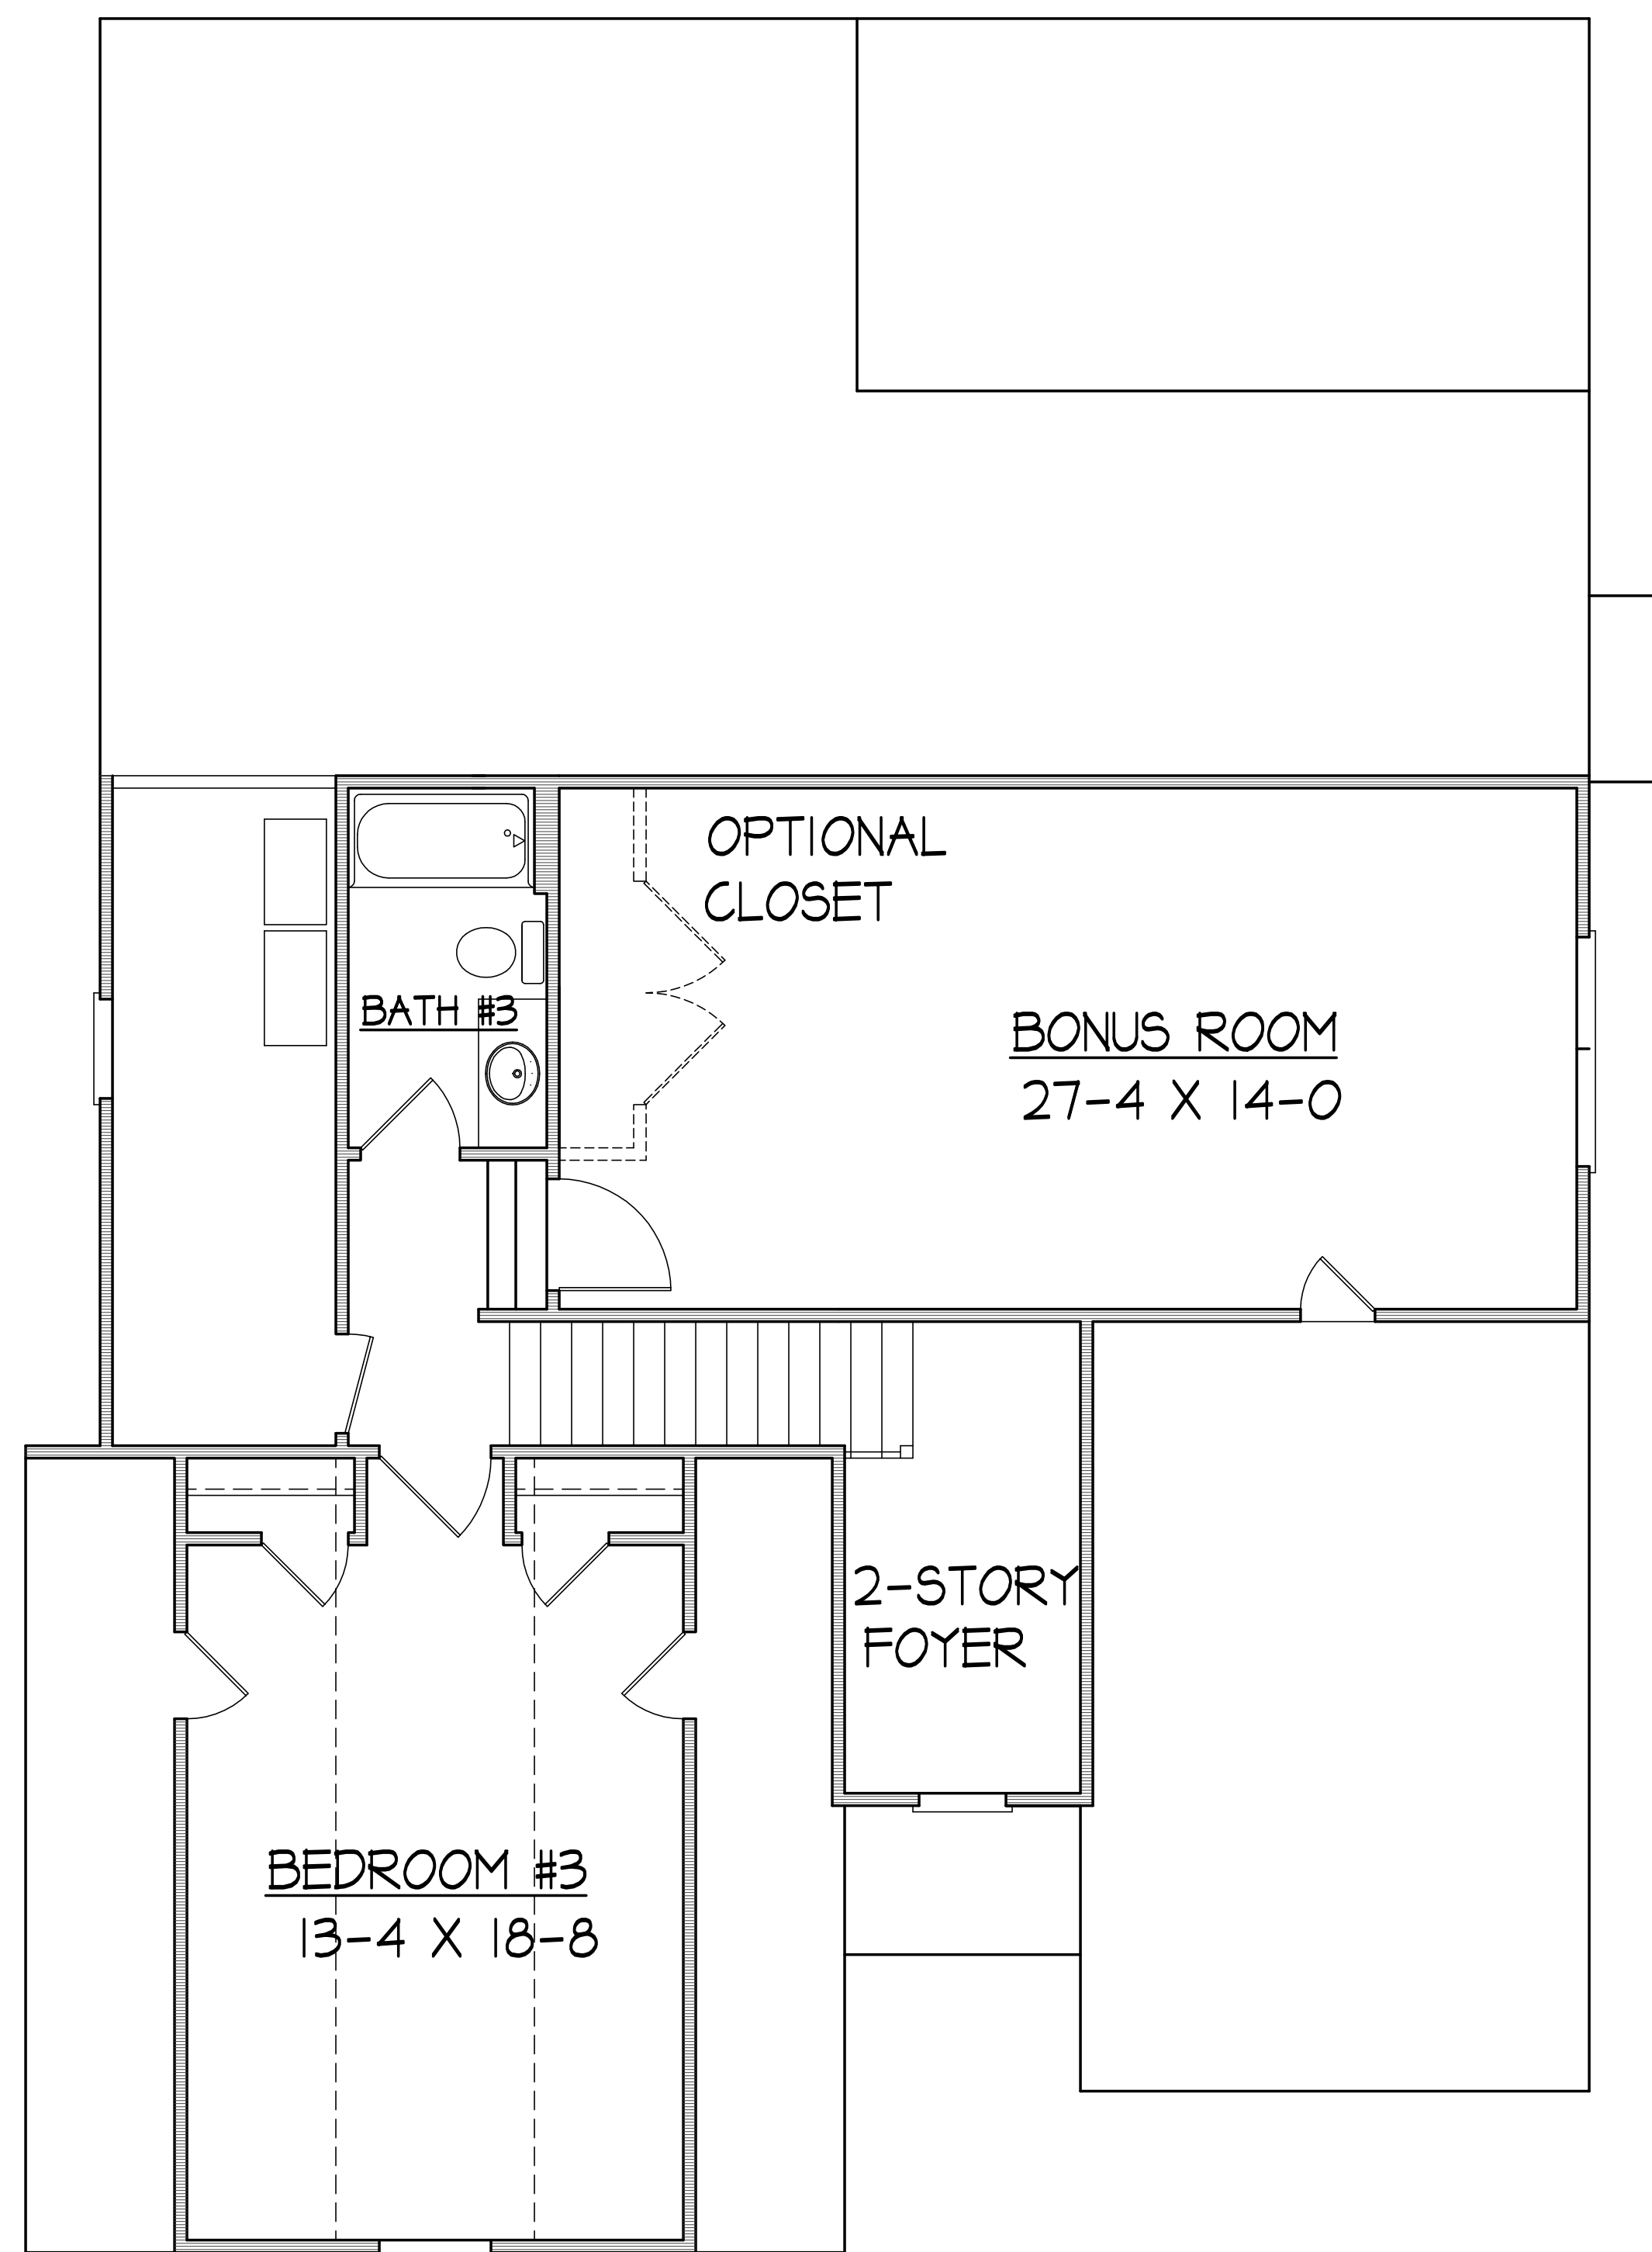 OPTIONAL
CLOSET
BATH #3
BONUS ROOM
27-4 X 14-0
2-STORY
FOYER
BEDROOM #3
13-4 X 18-8